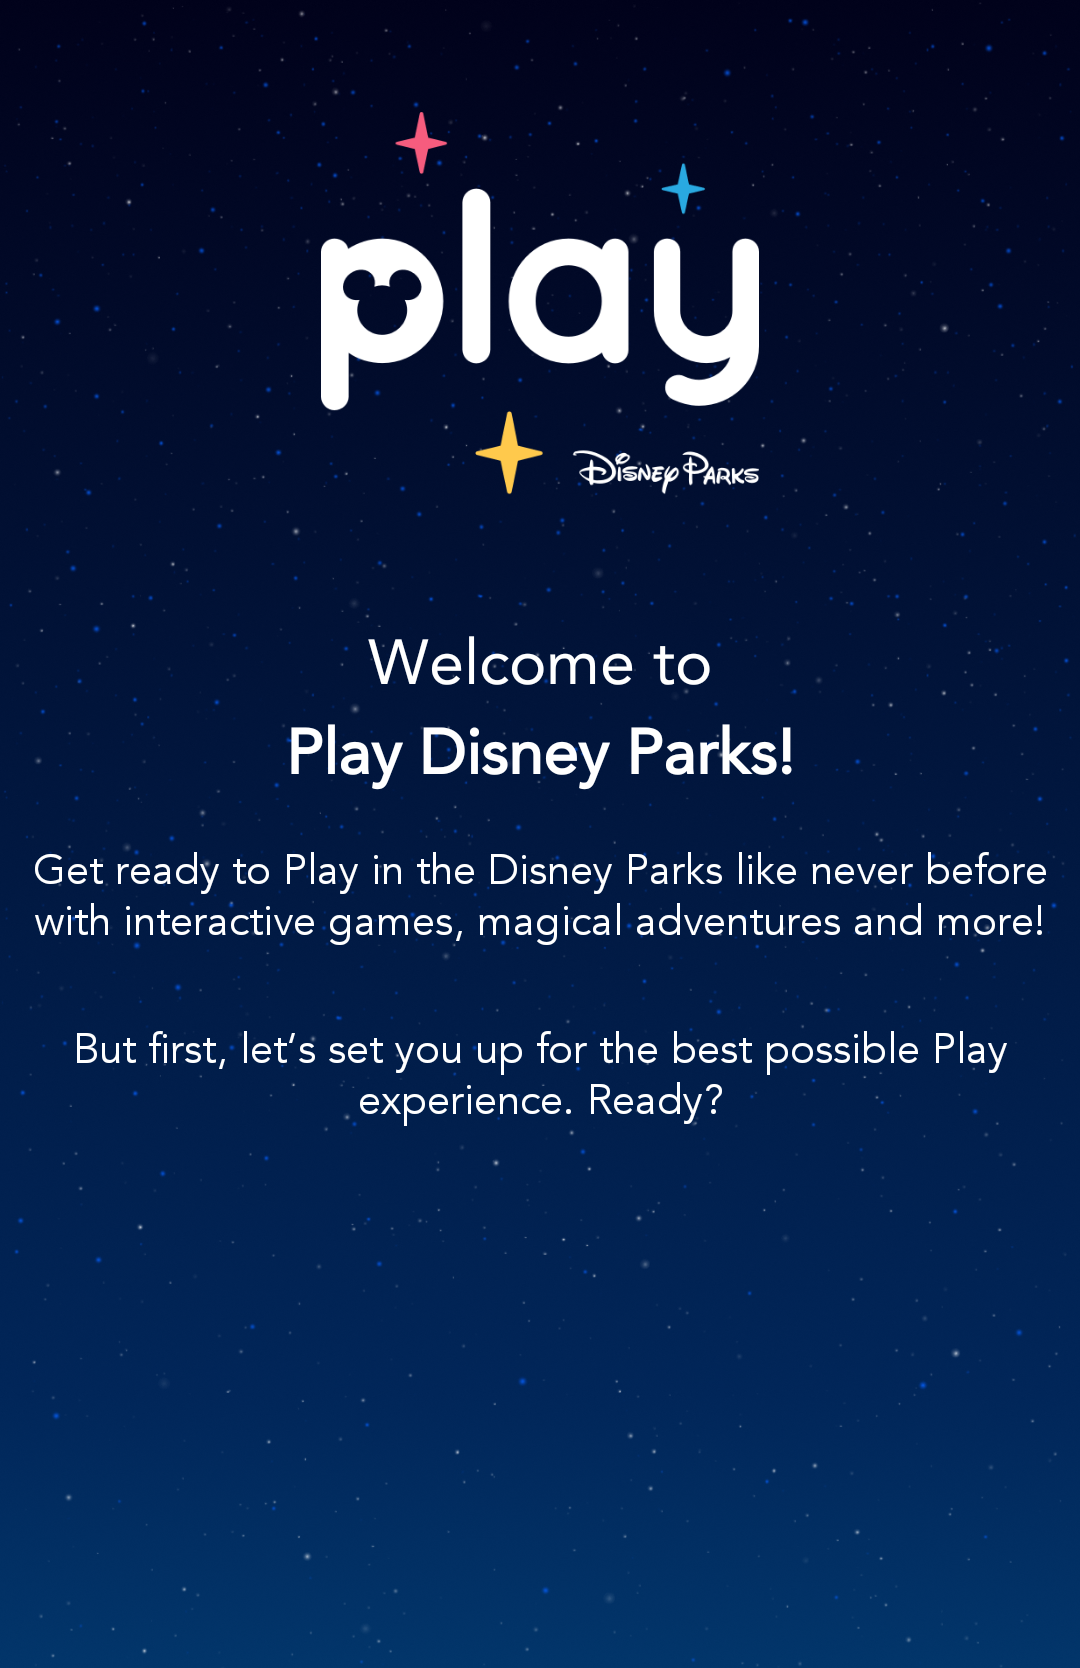 play
Disney Parks
Welcome to
Play Disney Parks!
Get ready to Play in the Disney Parks like never before
with interactive games, magical adventures and more!
But first, let’s set you up for the best possible Play
experience. Ready?